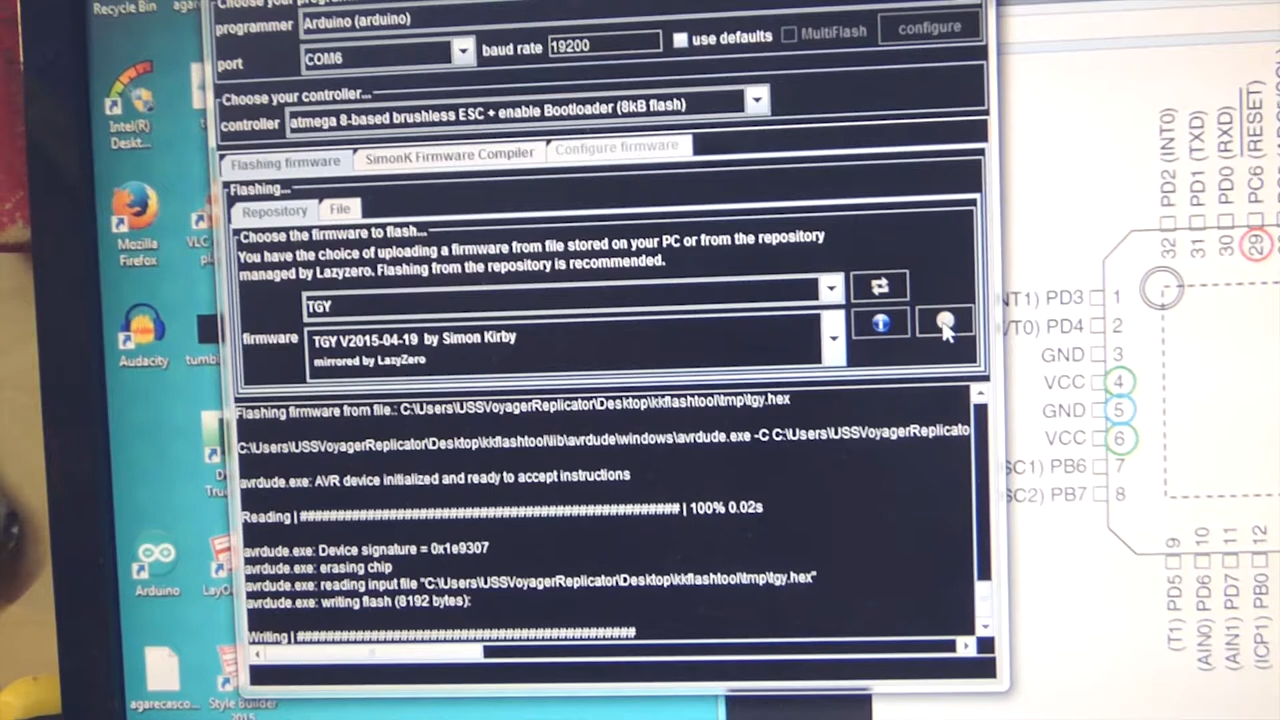 Recycle Bin
Intel(R)
Deskt...
Mozilla
Firefox
VLC
Audacity
tumb
Arduino
LayO
agarecasco...
Style Builder
2015
programmer
Arduino (arduino)
port
COM6
baud rate
19200
use defaults
MultiFlash
configure
Choose your controller...
controller
atmega 8-based brushless ESC + enable Bootloader (8kB flash)
Flashing firmware
SimonK Firmware Compiler
Configure firmware
Flashing...
Repository
File
Choose the firmware to flash...
You have the choice of uploading a firmware from file stored on your PC or from the repository
managed by Lazyzero. Flashing from the repository is recommended.
TGY
firmware
TGY V2015-04-19 by Simon Kirby
mirrored by LazyZero
Flashing firmware from file.: C:\Users\USSVoyagerReplicator\Desktop\kkflashtool\tmp\tgy.hex
C:\Users\USSVoyagerReplicator\Desktop\kkflashtool\lib\avrdude\windows\avrdude.exe -C C:\Users\USSVoyagerReplicato
avrdude.exe: AVR device initialized and ready to accept instructions
Reading | ################################################## | 100% 0.02s
avrdude.exe: Device signature = 0x1e9307
avrdude.exe: erasing chip
avrdude.exe: reading input file "C:\Users\USSVoyagerReplicator\Desktop\kkflashtool\tmp\tgy.hex"
avrdude.exe: writing flash (8192 bytes):
Writing | ############################################
32 PD2 (INT0)
31 PD1 (TXD)
30 PD0 (RXD)
29 PC6 (RESET)
NT1) PD3 1
/T0) PD4 2
GND 3
VCC 4
GND 5
VCC 6
SC1) PB6 7
SC2) PB7 8
(T1) PD5 9
(AIN0) PD6 10
(AIN1) PD7 11
(ICP1) PB0 12